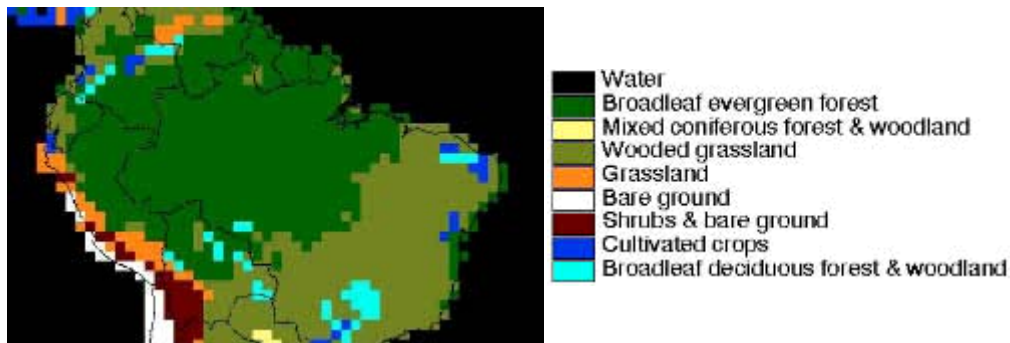 Water
Broadleaf evergreen forest
Mixed coniferous forest & woodland
Wooded grassland
Grassland
Bare ground
Shrubs & bare ground
Cultivated crops
Broadleaf deciduous forest & woodland